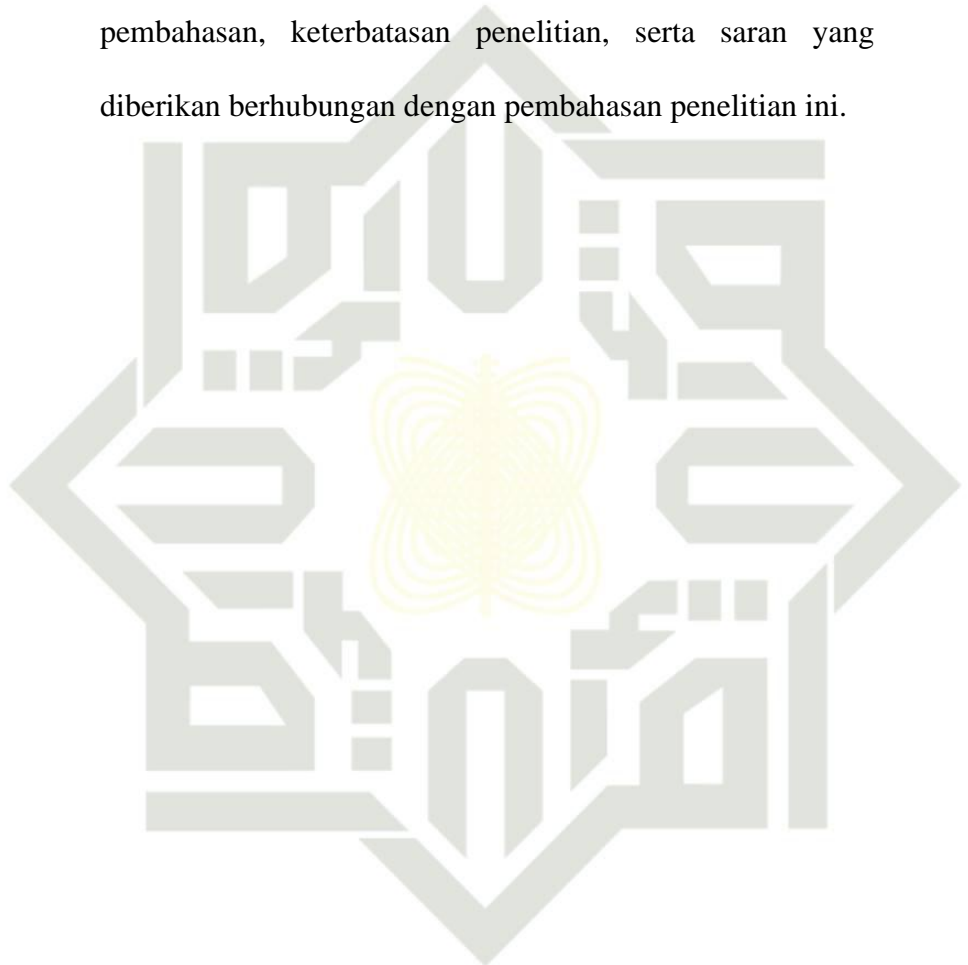 pembahasan, keterbatasan penelitian, serta saran yang
diberikan berhubungan dengan pembahasan penelitian ini.